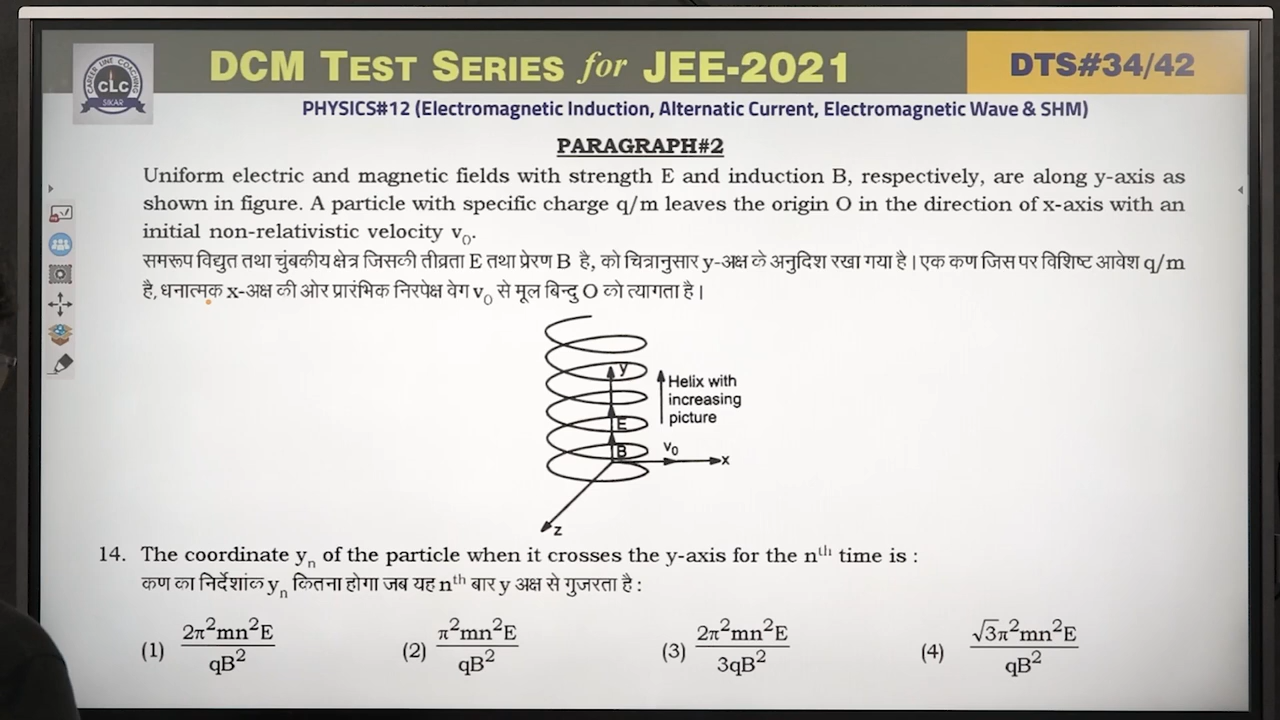 CAREER LINE COACHING
CLC
SIKAR
DCM TEST SERIES for JEE-2021
DTS#34/42
PHYSICS#12 (Electromagnetic Induction, Alternatic Current, Electromagnetic Wave & SHM)
PARAGRAPH#2
Uniform electric and magnetic fields with strength E and induction B, respectively, are along y-axis as
shown in figure. A particle with specific charge q/m leaves the origin O in the direction of x-axis with an
initial non-relativistic velocity v₀.
समरूप विद्युत तथा चुंबकीय क्षेत्र जिसकी तीव्रता E तथा प्रेरण B है, को चित्रानुसार y-अक्ष के अनुदिश रखा गया है। एक कण जिस पर विशिष्ट आवेश q/m
है, धनात्मक x-अक्ष की ओर प्रारंभिक निरपेक्ष वेग v₀ से मूल बिन्दु O को त्यागता है।
y
Helix with
increasing
picture
E
B
v₀
x
z
14. The coordinate yₙ of the particle when it crosses the y-axis for the nᵗʰ time is :
कण का निर्देशांक yₙ कितना होगा जब यह nᵗʰ बार y अक्ष से गुजरता है :
(1) 2π²mn²E/qB² (2) π²mn²E/qB² (3) 2π²mn²E/3qB² (4) √3π²mn²E/qB²